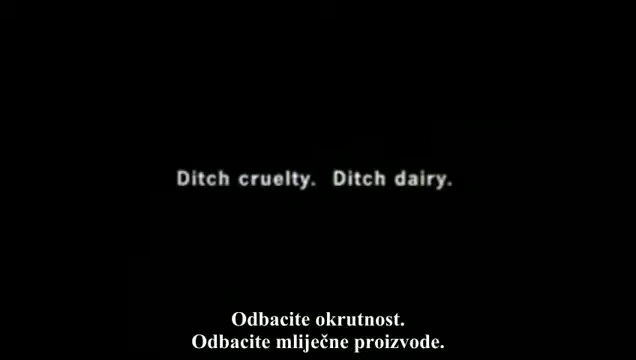 Ditch cruelty.  Ditch dairy.
Odbacite okrutnost.
Odbacite mliječne proizvode.